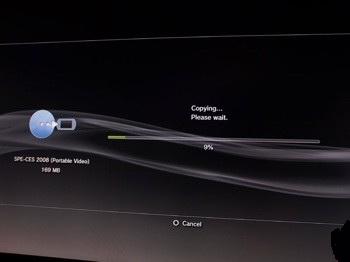 Copying...
Please wait.
9%
SPE-CES 2008 (Portable Video)
169 MB
Cancel